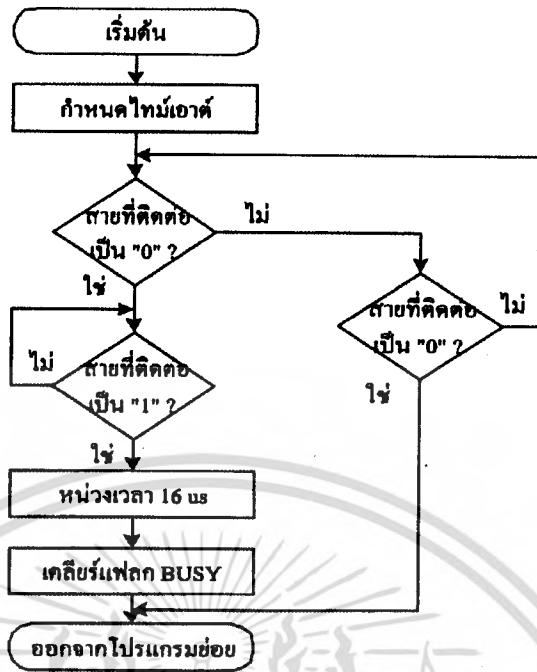 เริ่มต้น
กำหนดไทม์เอาต์
สายที่ติดต่อ
เป็น "0" ?
ไม่
ใช่
สายที่ติดต่อ
เป็น "0" ?
ไม่
ใช่
สายที่ติดต่อ
เป็น "1" ?
ไม่
ใช่
หน่วงเวลา 16 us
เคลียร์แฟลก BUSY
ออกจากโปรแกรมย่อย